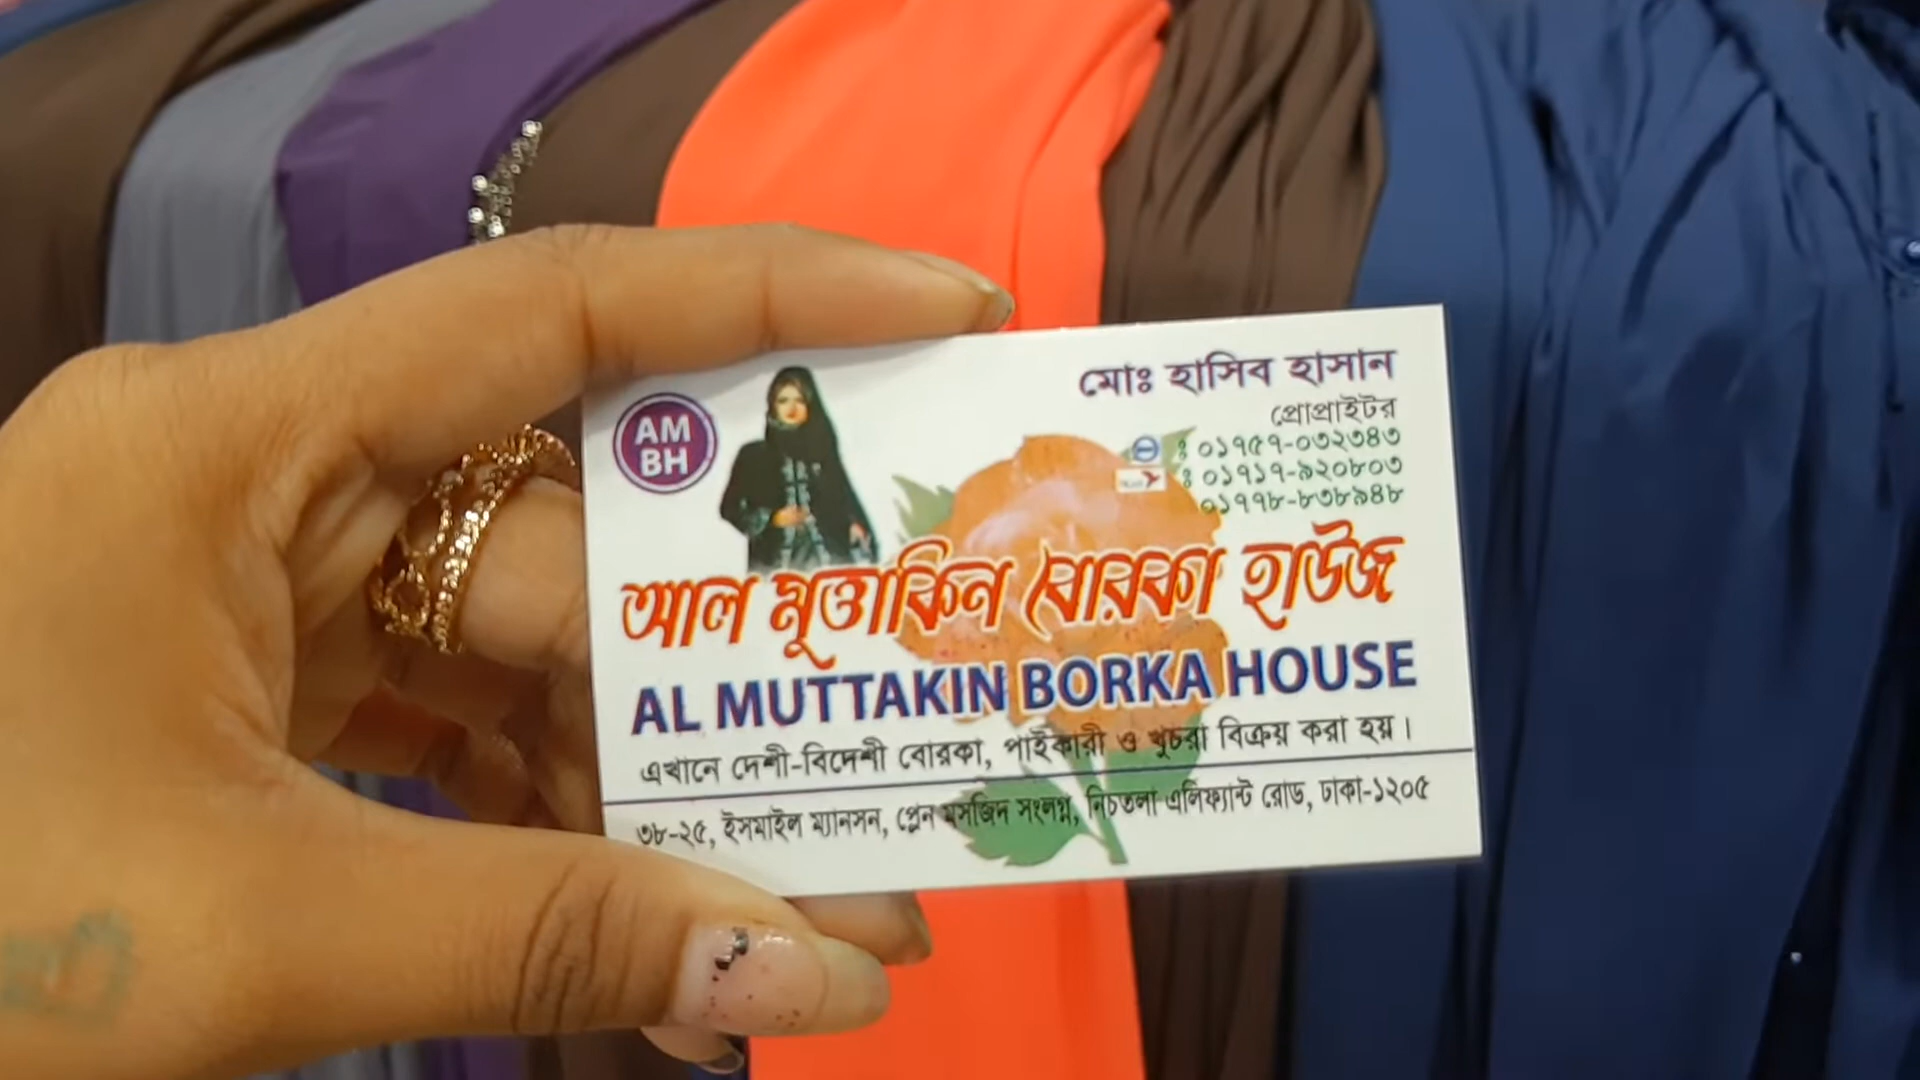 AM
BH
মোঃ হাসিব হাসান
প্রোপ্রাইটর
: ০১৭৫৭-০৩২৩৪৩
: ০১৭১৭-৯২০৮০৩
০১৭৭৮-৮৩৮৯৪৮
আল মুত্তাকিন বোরকা হাউজ
AL MUTTAKIN BORKA HOUSE
এখানে দেশী-বিদেশী বোরকা, পাইকারী ও খুচরা বিক্রয় করা হয়।
৩৮-২৫, ইসমাইল ম্যানসন, প্লেন মসজিদ সংলগ্ন, নিচতলা এলিফ্যান্ট রোড, ঢাকা-১২০৫